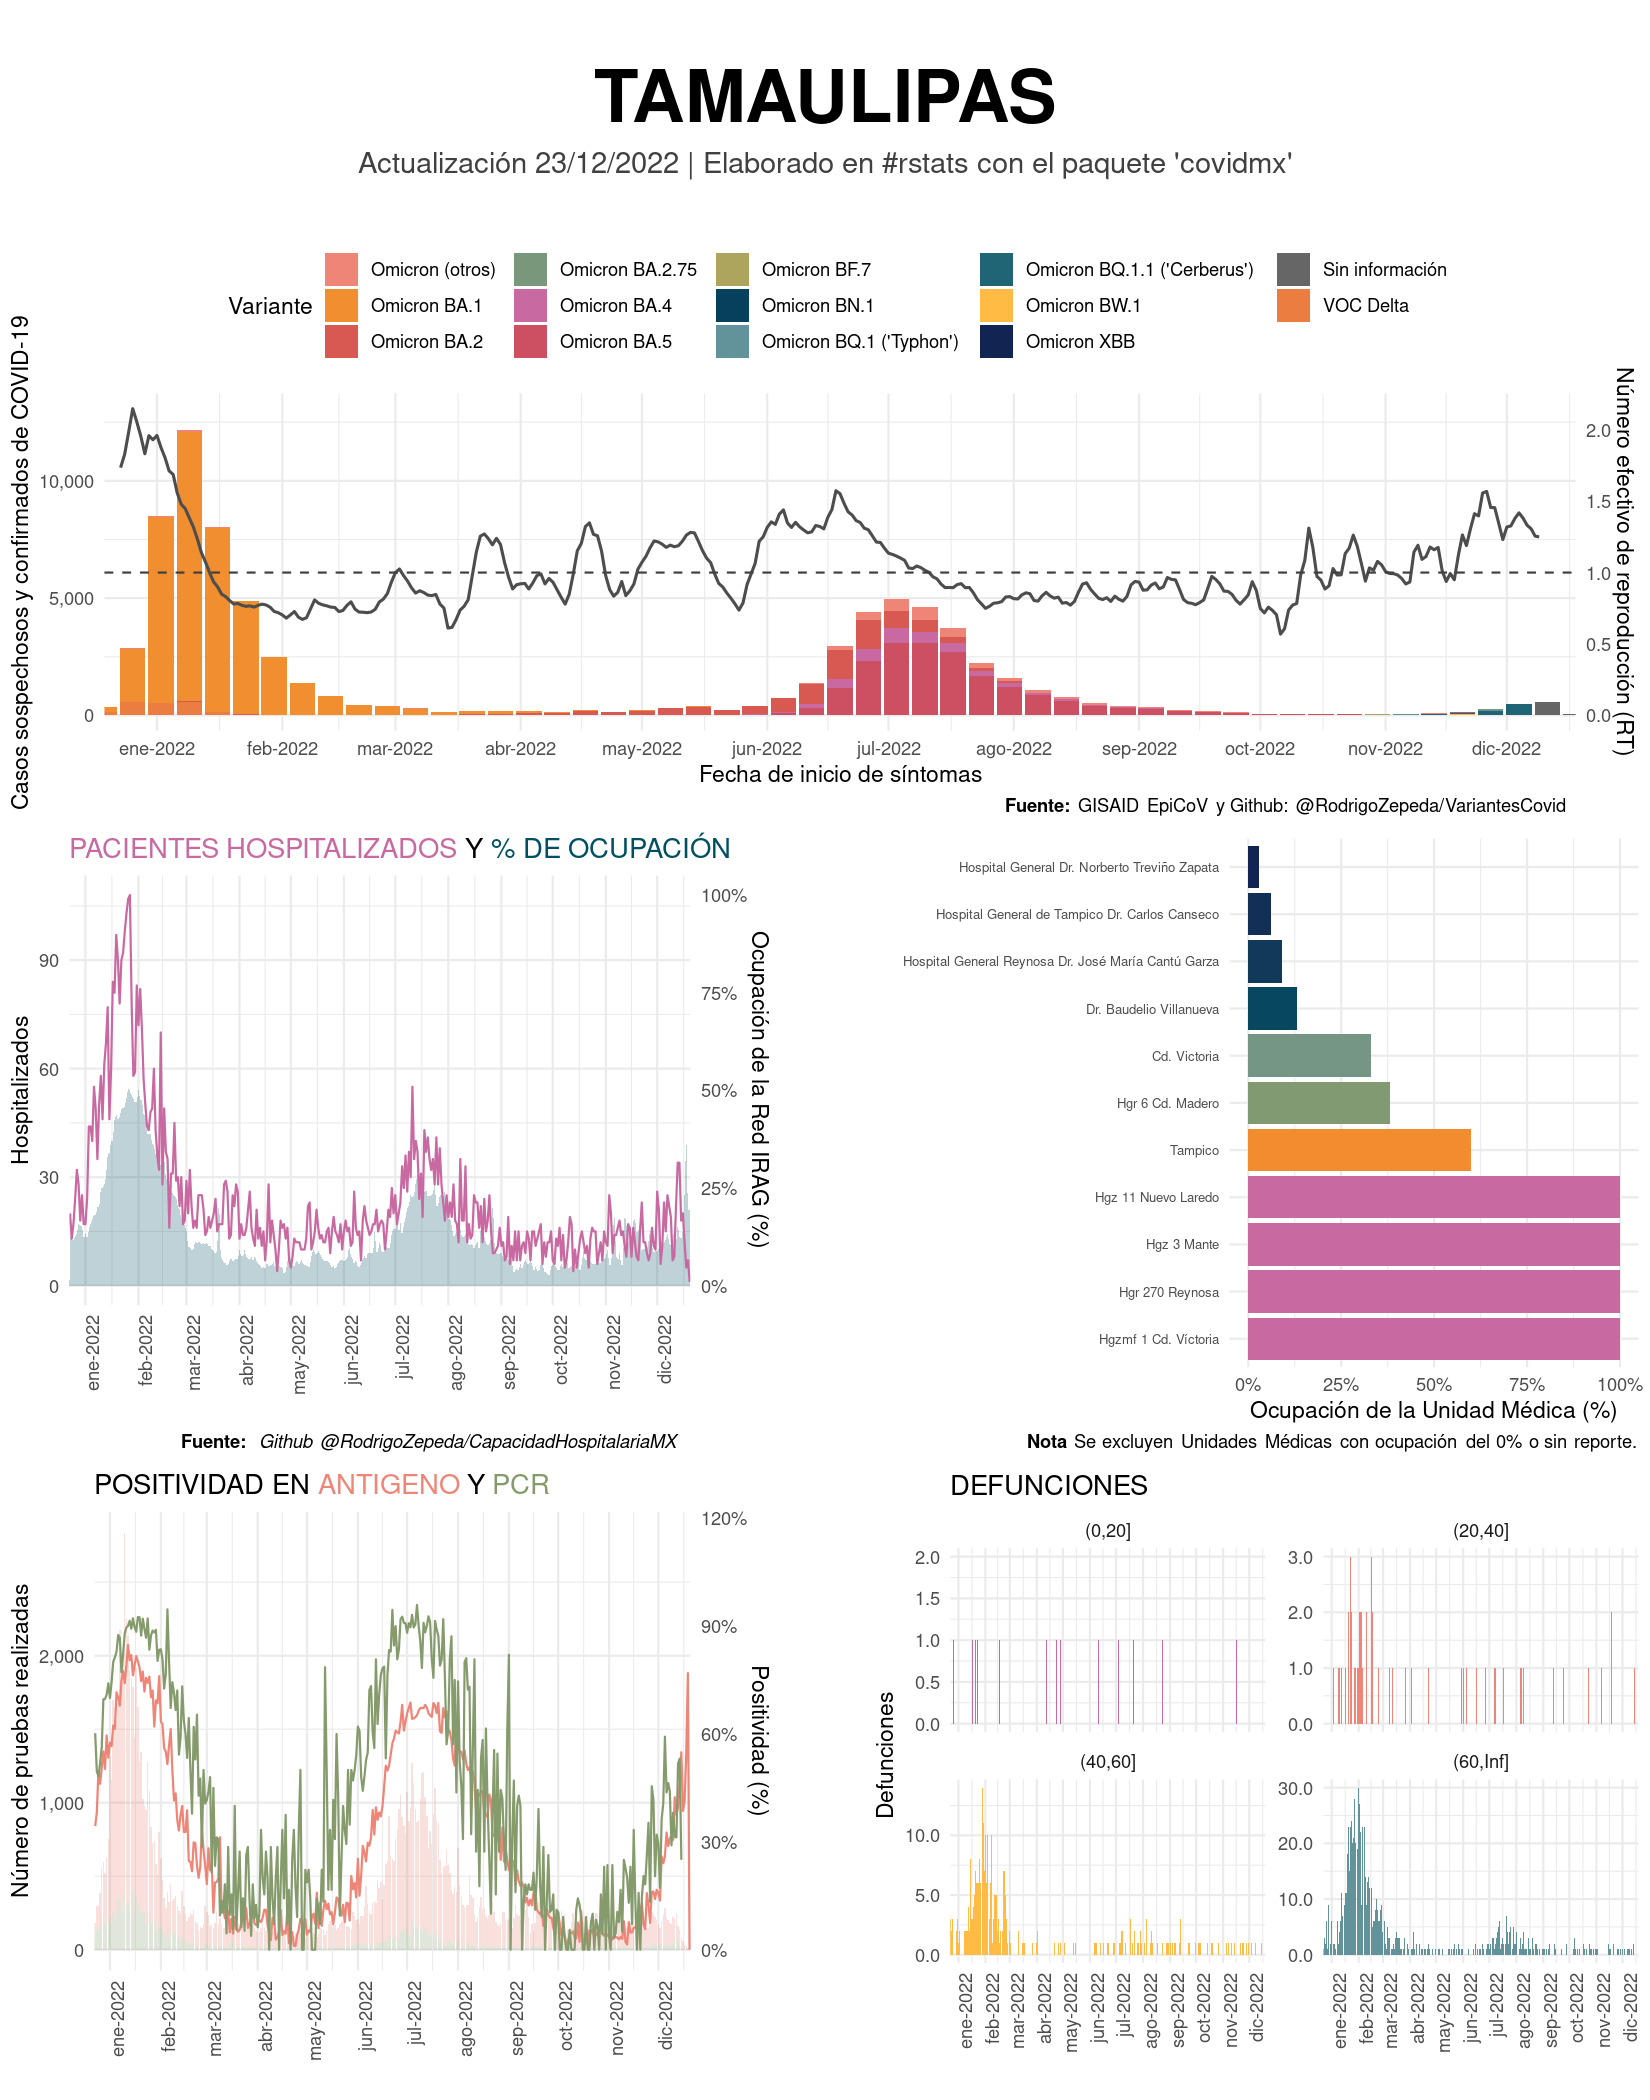 TAMAULIPAS
Actualización 23/12/2022 | Elaborado en #rstats con el paquete 'covidmx'
Variante
Omicron (otros)
Omicron BA.1
Omicron BA.2
Omicron BA.2.75
Omicron BA.4
Omicron BA.5
Omicron BF.7
Omicron BN.1
Omicron BQ.1 ('Typhon')
Omicron BQ.1.1 ('Cerberus')
Omicron BW.1
Omicron XBB
Sin información
VOC Delta
Casos sospechosos y confirmados de COVID-19
10,000
5,000
0
Número efectivo de reproducción (RT)
2.0
1.5
1.0
0.5
0.0
ene-2022 feb-2022 mar-2022 abr-2022 may-2022 jun-2022 jul-2022 ago-2022 sep-2022 oct-2022 nov-2022 dic-2022
Fecha de inicio de síntomas
Fuente: GISAID EpiCoV y Github: @RodrigoZepeda/VariantesCovid
PACIENTES HOSPITALIZADOS Y % DE OCUPACIÓN
Hospitalizados
90
60
30
0
Ocupación de la Red IRAG (%)
100%
75%
50%
25%
0%
ene-2022 feb-2022 mar-2022 abr-2022 may-2022 jun-2022 jul-2022 ago-2022 sep-2022 oct-2022 nov-2022 dic-2022
Fuente: Github @RodrigoZepeda/CapacidadHospitalariaMX
Hospital General Dr. Norberto Treviño Zapata
Hospital General de Tampico Dr. Carlos Canseco
Hospital General Reynosa Dr. José María Cantú Garza
Dr. Baudelio Villanueva
Cd. Victoria
Hgr 6 Cd. Madero
Tampico
Hgz 11 Nuevo Laredo
Hgz 3 Mante
Hgr 270 Reynosa
Hgzmf 1 Cd. Víctoria
0% 25% 50% 75% 100%
Ocupación de la Unidad Médica (%)
Nota Se excluyen Unidades Médicas con ocupación del 0% o sin reporte.
POSITIVIDAD EN ANTIGENO Y PCR
Número de pruebas realizadas
2,000
1,000
0
Positividad (%)
120%
90%
60%
30%
0%
ene-2022 feb-2022 mar-2022 abr-2022 may-2022 jun-2022 jul-2022 ago-2022 sep-2022 oct-2022 nov-2022 dic-2022
DEFUNCIONES
Defunciones
(0,20]
2.0
1.5
1.0
0.5
0.0
(20,40]
3.0
2.0
1.0
0.0
(40,60]
10.0
5.0
0.0
(60,Inf]
30.0
20.0
10.0
0.0
ene-2022 feb-2022 mar-2022 abr-2022 may-2022 jun-2022 jul-2022 ago-2022 sep-2022 oct-2022 nov-2022 dic-2022
ene-2022 feb-2022 mar-2022 abr-2022 may-2022 jun-2022 jul-2022 ago-2022 sep-2022 oct-2022 nov-2022 dic-2022